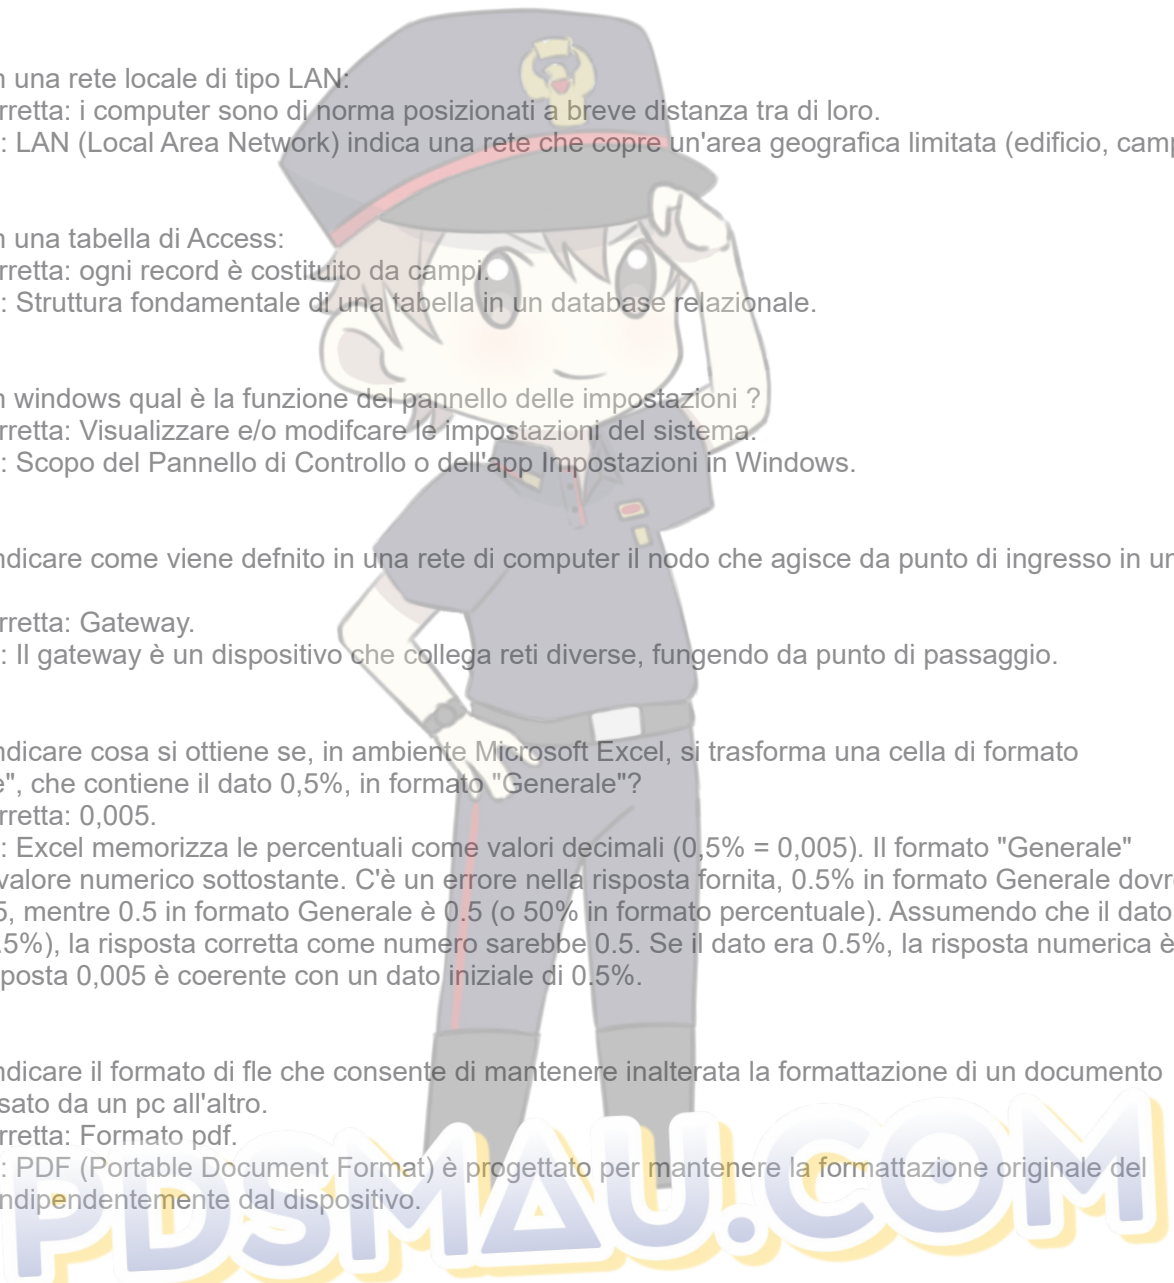 n una rete locale di tipo LAN:
rretta: i computer sono di norma posizionati a breve distanza tra di loro.
: LAN (Local Area Network) indica una rete che copre un'area geografica limitata (edificio, camp
n una tabella di Access:
rretta: ogni record è costituito da campi.
: Struttura fondamentale di una tabella in un database relazionale.
n windows qual è la funzione del pannello delle impostazioni ?
rretta: Visualizzare e/o modifcare le impostazioni del sistema.
: Scopo del Pannello di Controllo o dell'app Impostazioni in Windows.
ndicare come viene defnito in una rete di computer il nodo che agisce da punto di ingresso in un
rretta: Gateway.
: Il gateway è un dispositivo che collega reti diverse, fungendo da punto di passaggio.
ndicare cosa si ottiene se, in ambiente Microsoft Excel, si trasforma una cella di formato
e", che contiene il dato 0,5%, in formato "Generale"?
rretta: 0,005.
: Excel memorizza le percentuali come valori decimali (0,5% = 0,005). Il formato "Generale"
valore numerico sottostante. C'è un errore nella risposta fornita, 0.5% in formato Generale dovre
5, mentre 0.5 in formato Generale è 0.5 (o 50% in formato percentuale). Assumendo che il dato
.5%), la risposta corretta come numero sarebbe 0.5. Se il dato era 0.5%, la risposta numerica è
posta 0,005 è coerente con un dato iniziale di 0.5%.
ndicare il formato di fle che consente di mantenere inalterata la formattazione di un documento
sato da un pc all'altro.
rretta: Formato pdf.
: PDF (Portable Document Format) è progettato per mantenere la formattazione originale del
ndipendentemente dal dispositivo.
PDSMAU.COM